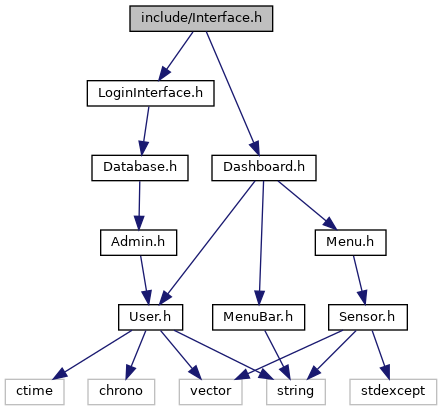 include/Interface.h
LoginInterface.h
Database.h
Dashboard.h
Admin.h
Menu.h
User.h
MenuBar.h
Sensor.h
ctime
chrono
vector
string
stdexcept